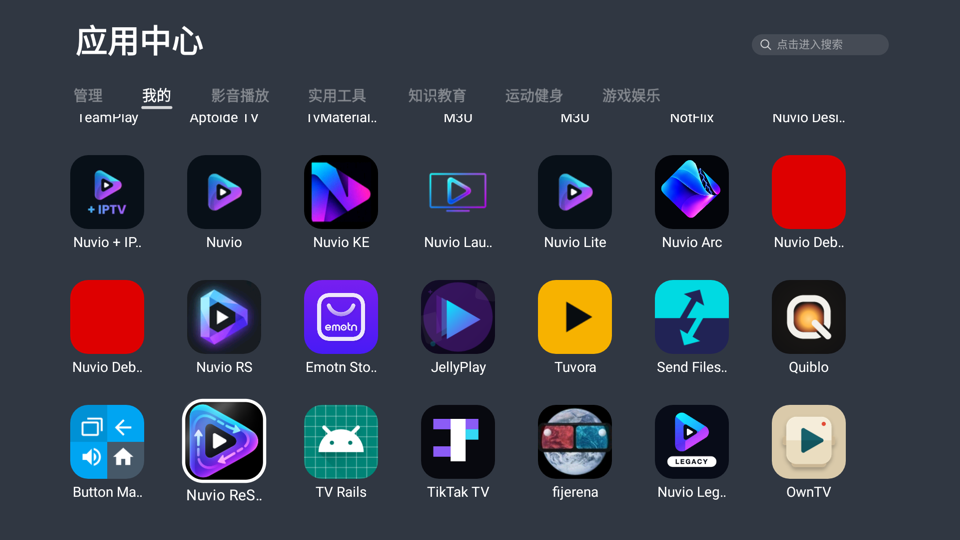 应用中心
点击进入搜索
管理 我的 影音播放 实用工具 知识教育 运动健身 游戏娱乐
TeamPlay Aptoide TV TVMaterial.. M3U M3U NotFlix Nuvio Desi..
+ IPTV
Nuvio + IP.. Nuvio Nuvio KE Nuvio Lau.. Nuvio Lite Nuvio Arc Nuvio Deb..
emotn
Nuvio Deb.. Nuvio RS Emotn Sto.. JellyPlay Tuvora Send Files.. Quiblo
LEGACY
Button Ma.. Nuvio ReS.. TV Rails TikTak TV fijerena Nuvio Leg.. OwnTV